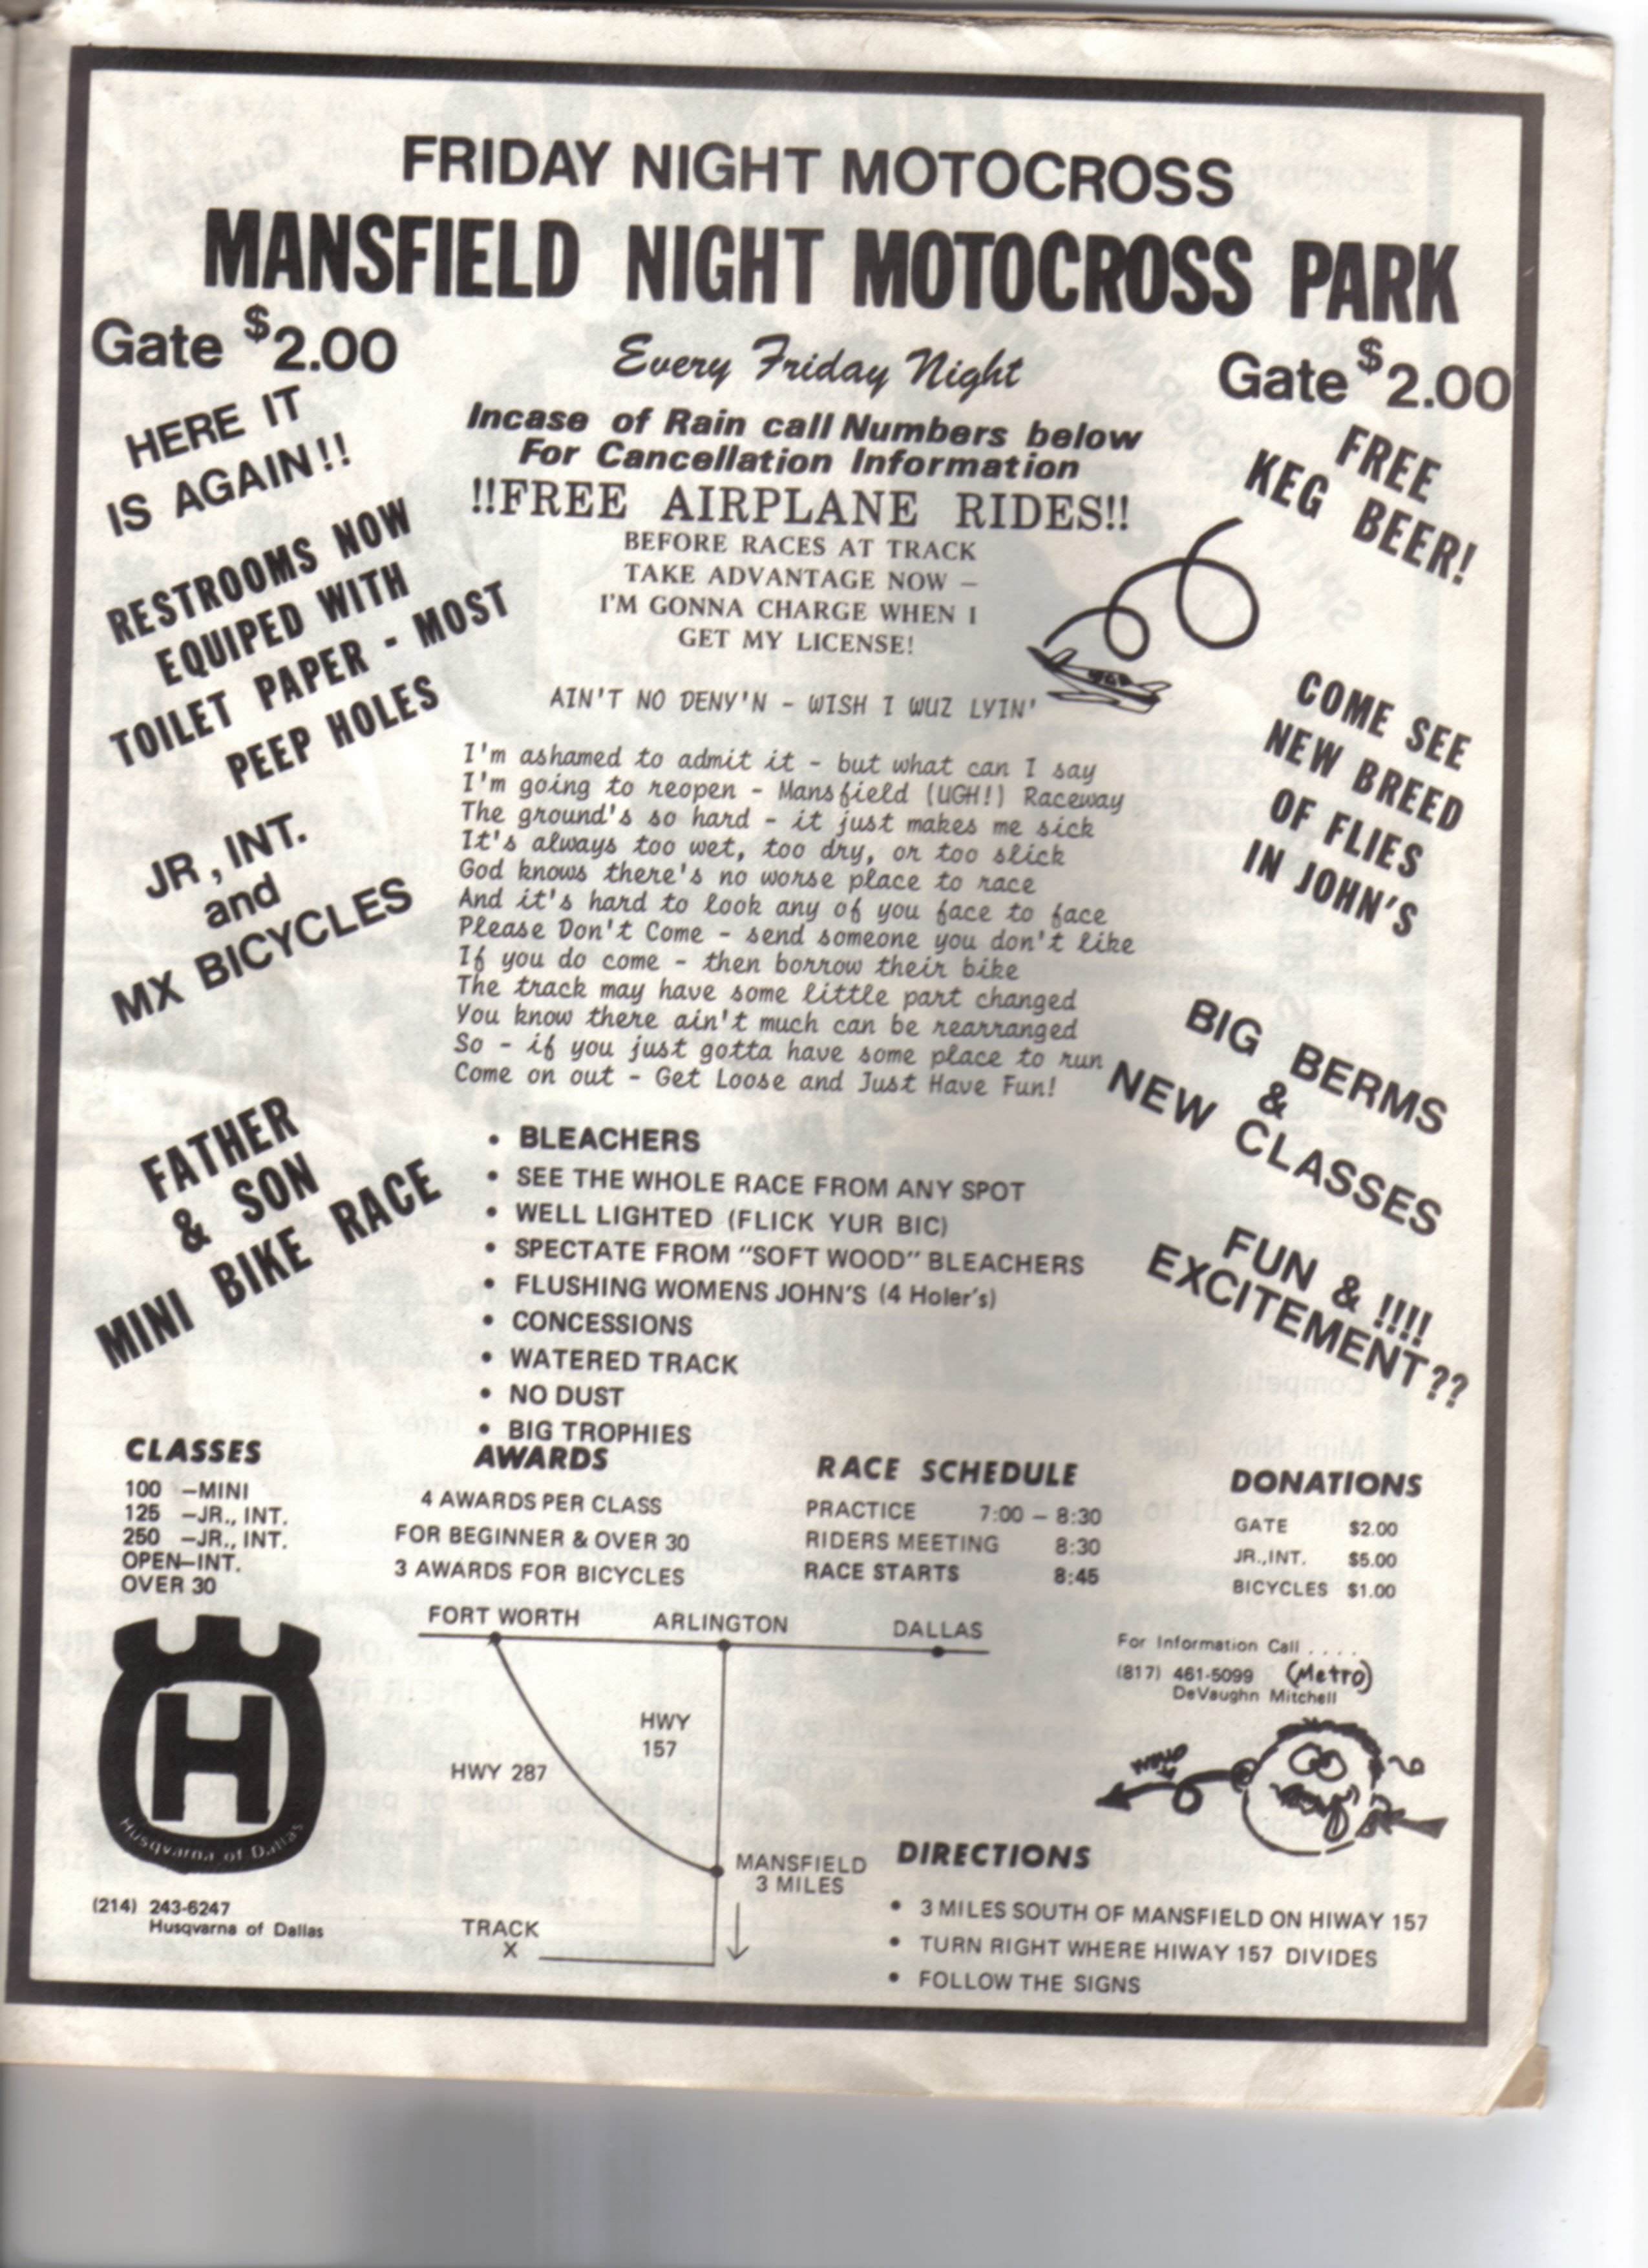 FRIDAY NIGHT MOTOCROSS
MANSFIELD NIGHT MOTOCROSS PARK
Gate $2.00
Every Friday Night
Gate $2.00
HERE IT
IS AGAIN!!
RESTROOMS NOW
EQUIPED WITH
TOILET PAPER - MOST
PEEP HOLES
JR, INT.
and
MX BICYCLES
FATHER
& SON
MINI BIKE RACE
Incase of Rain call Numbers below
For Cancellation Information
!!FREE AIRPLANE RIDES!!
BEFORE RACES AT TRACK
TAKE ADVANTAGE NOW –
I'M GONNA CHARGE WHEN I
GET MY LICENSE!
AIN'T NO DENY'N - WISH I WUZ LYIN'
I'm ashamed to admit it - but what can I say
I'm going to reopen - Mansfield (UGH!) Raceway
The ground's so hard - it just makes me sick
It's always too wet, too dry, or too slick
God knows there's no worse place to race
And it's hard to look any of you face to face
Please Don't Come - send someone you don't like
If you do come - then borrow their bike
The track may have some little part changed
You know there ain't much can be rearranged
So - if you just gotta have some place to run
Come on out - Get Loose and Just Have Fun!
• BLEACHERS
• SEE THE WHOLE RACE FROM ANY SPOT
• WELL LIGHTED (FLICK YUR BIC)
• SPECTATE FROM "SOFT WOOD" BLEACHERS
• FLUSHING WOMENS JOHN'S (4 Holer's)
• CONCESSIONS
• WATERED TRACK
• NO DUST
• BIG TROPHIES
FREE
KEG BEER!
COME SEE
NEW BREED
OF FLIES
IN JOHN'S
BIG BERMS
&
NEW CLASSES
FUN & !!!!
EXCITEMENT??
CLASSES
100 –MINI
125 –JR., INT.
250 –JR., INT.
OPEN–INT.
OVER 30
AWARDS
4 AWARDS PER CLASS
FOR BEGINNER & OVER 30
3 AWARDS FOR BICYCLES
RACE SCHEDULE
PRACTICE 7:00 – 8:30
RIDERS MEETING 8:30
RACE STARTS 8:45
DONATIONS
GATE $2.00
JR.,INT. $5.00
BICYCLES $1.00
H
Husqvarna of Dallas
(214) 243-6247
Husqvarna of Dallas
FORT WORTH
ARLINGTON
DALLAS
HWY
157
HWY 287
MANSFIELD
3 MILES
TRACK
X
For Information Call . . . .
(817) 461-5099 (Metro)
DeVaughn Mitchell
DIRECTIONS
• 3 MILES SOUTH OF MANSFIELD ON HIWAY 157
• TURN RIGHT WHERE HIWAY 157 DIVIDES
• FOLLOW THE SIGNS